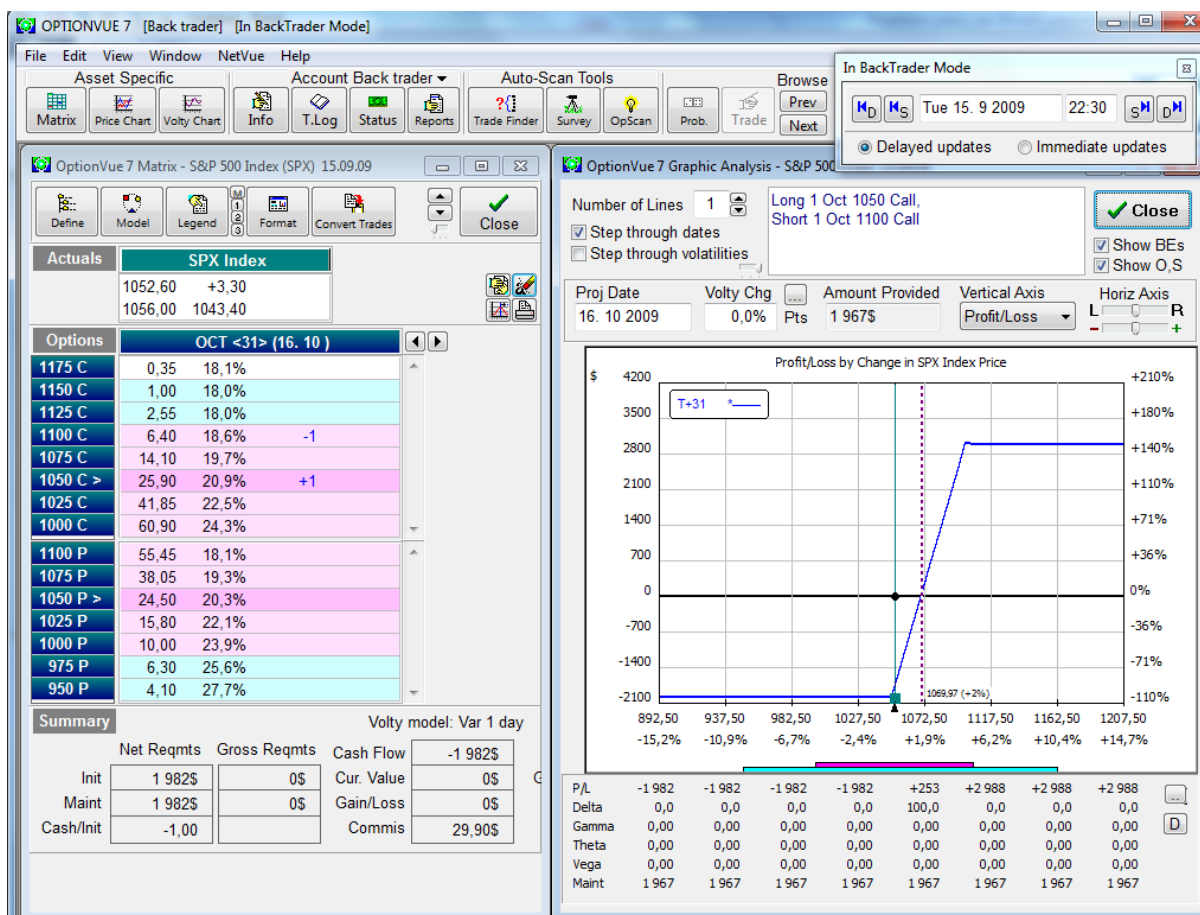 OPTIONVUE 7 [Back trader] [In BackTrader Mode]
File Edit View Window NetVue Help
Asset Specific Account Back trader Auto-Scan Tools Browse
Matrix Price Chart Volty Chart Info T.Log Status Reports Trade Finder Survey OpScan Prob. Trade Prev
Next
In BackTrader Mode
D S Tue 15. 9 2009 22:30 S D
Delayed updates Immediate updates
OptionVue 7 Matrix - S&P 500 Index (SPX) 15.09.09
Define Model Legend M 1 2 3 Format Convert Trades Close
Actuals SPX Index
1052,60 +3,30
1056,00 1043,40
Options OCT <31> (16. 10 )
1175 C 0,35 18,1%
1150 C 1,00 18,0%
1125 C 2,55 18,0%
1100 C 6,40 18,6% -1
1075 C 14,10 19,7%
1050 C > 25,90 20,9% +1
1025 C 41,85 22,5%
1000 C 60,90 24,3%
1100 P 55,45 18,1%
1075 P 38,05 19,3%
1050 P > 24,50 20,3%
1025 P 15,80 22,1%
1000 P 10,00 23,9%
975 P 6,30 25,6%
950 P 4,10 27,7%
Summary Volty model: Var 1 day
Net Reqmts Gross Reqmts Cash Flow -1 982$
Init 1 982$ 0$ Cur. Value 0$ G
Maint 1 982$ 0$ Gain/Loss 0$
Cash/Init -1,00 Commis 29,90$
OptionVue 7 Graphic Analysis - S&P 500
Number of Lines 1
Step through dates
Step through volatilities
Long 1 Oct 1050 Call,
Short 1 Oct 1100 Call
Close
Show BEs
Show O,S
Proj Date Volty Chg ... Amount Provided Vertical Axis Horiz Axis
16. 10 2009 0,0% Pts 1 967$ Profit/Loss L R
- +
Profit/Loss by Change in SPX Index Price
$ 4200 +210%
T+31 *
3500 +180%
2800 +140%
2100 +110%
1400 +71%
700 +36%
0 0%
-700 -36%
-1400 -71%
-2100 -110%
1069,97 (+2%)
892,50 937,50 982,50 1027,50 1072,50 1117,50 1162,50 1207,50
-15,2% -10,9% -6,7% -2,4% +1,9% +6,2% +10,4% +14,7%
P/L -1 982 -1 982 -1 982 -1 982 +253 +2 988 +2 988 +2 988 ...
Delta 0,0 0,0 0,0 0,0 100,0 0,0 0,0 0,0
Gamma 0,00 0,00 0,00 0,00 0,00 0,00 0,00 0,00 D
Theta 0,00 0,00 0,00 0,00 0,00 0,00 0,00 0,00
Vega 0,00 0,00 0,00 0,00 0,00 0,00 0,00 0,00
Maint 1 967 1 967 1 967 1 967 1 967 1 967 1 967 1 967